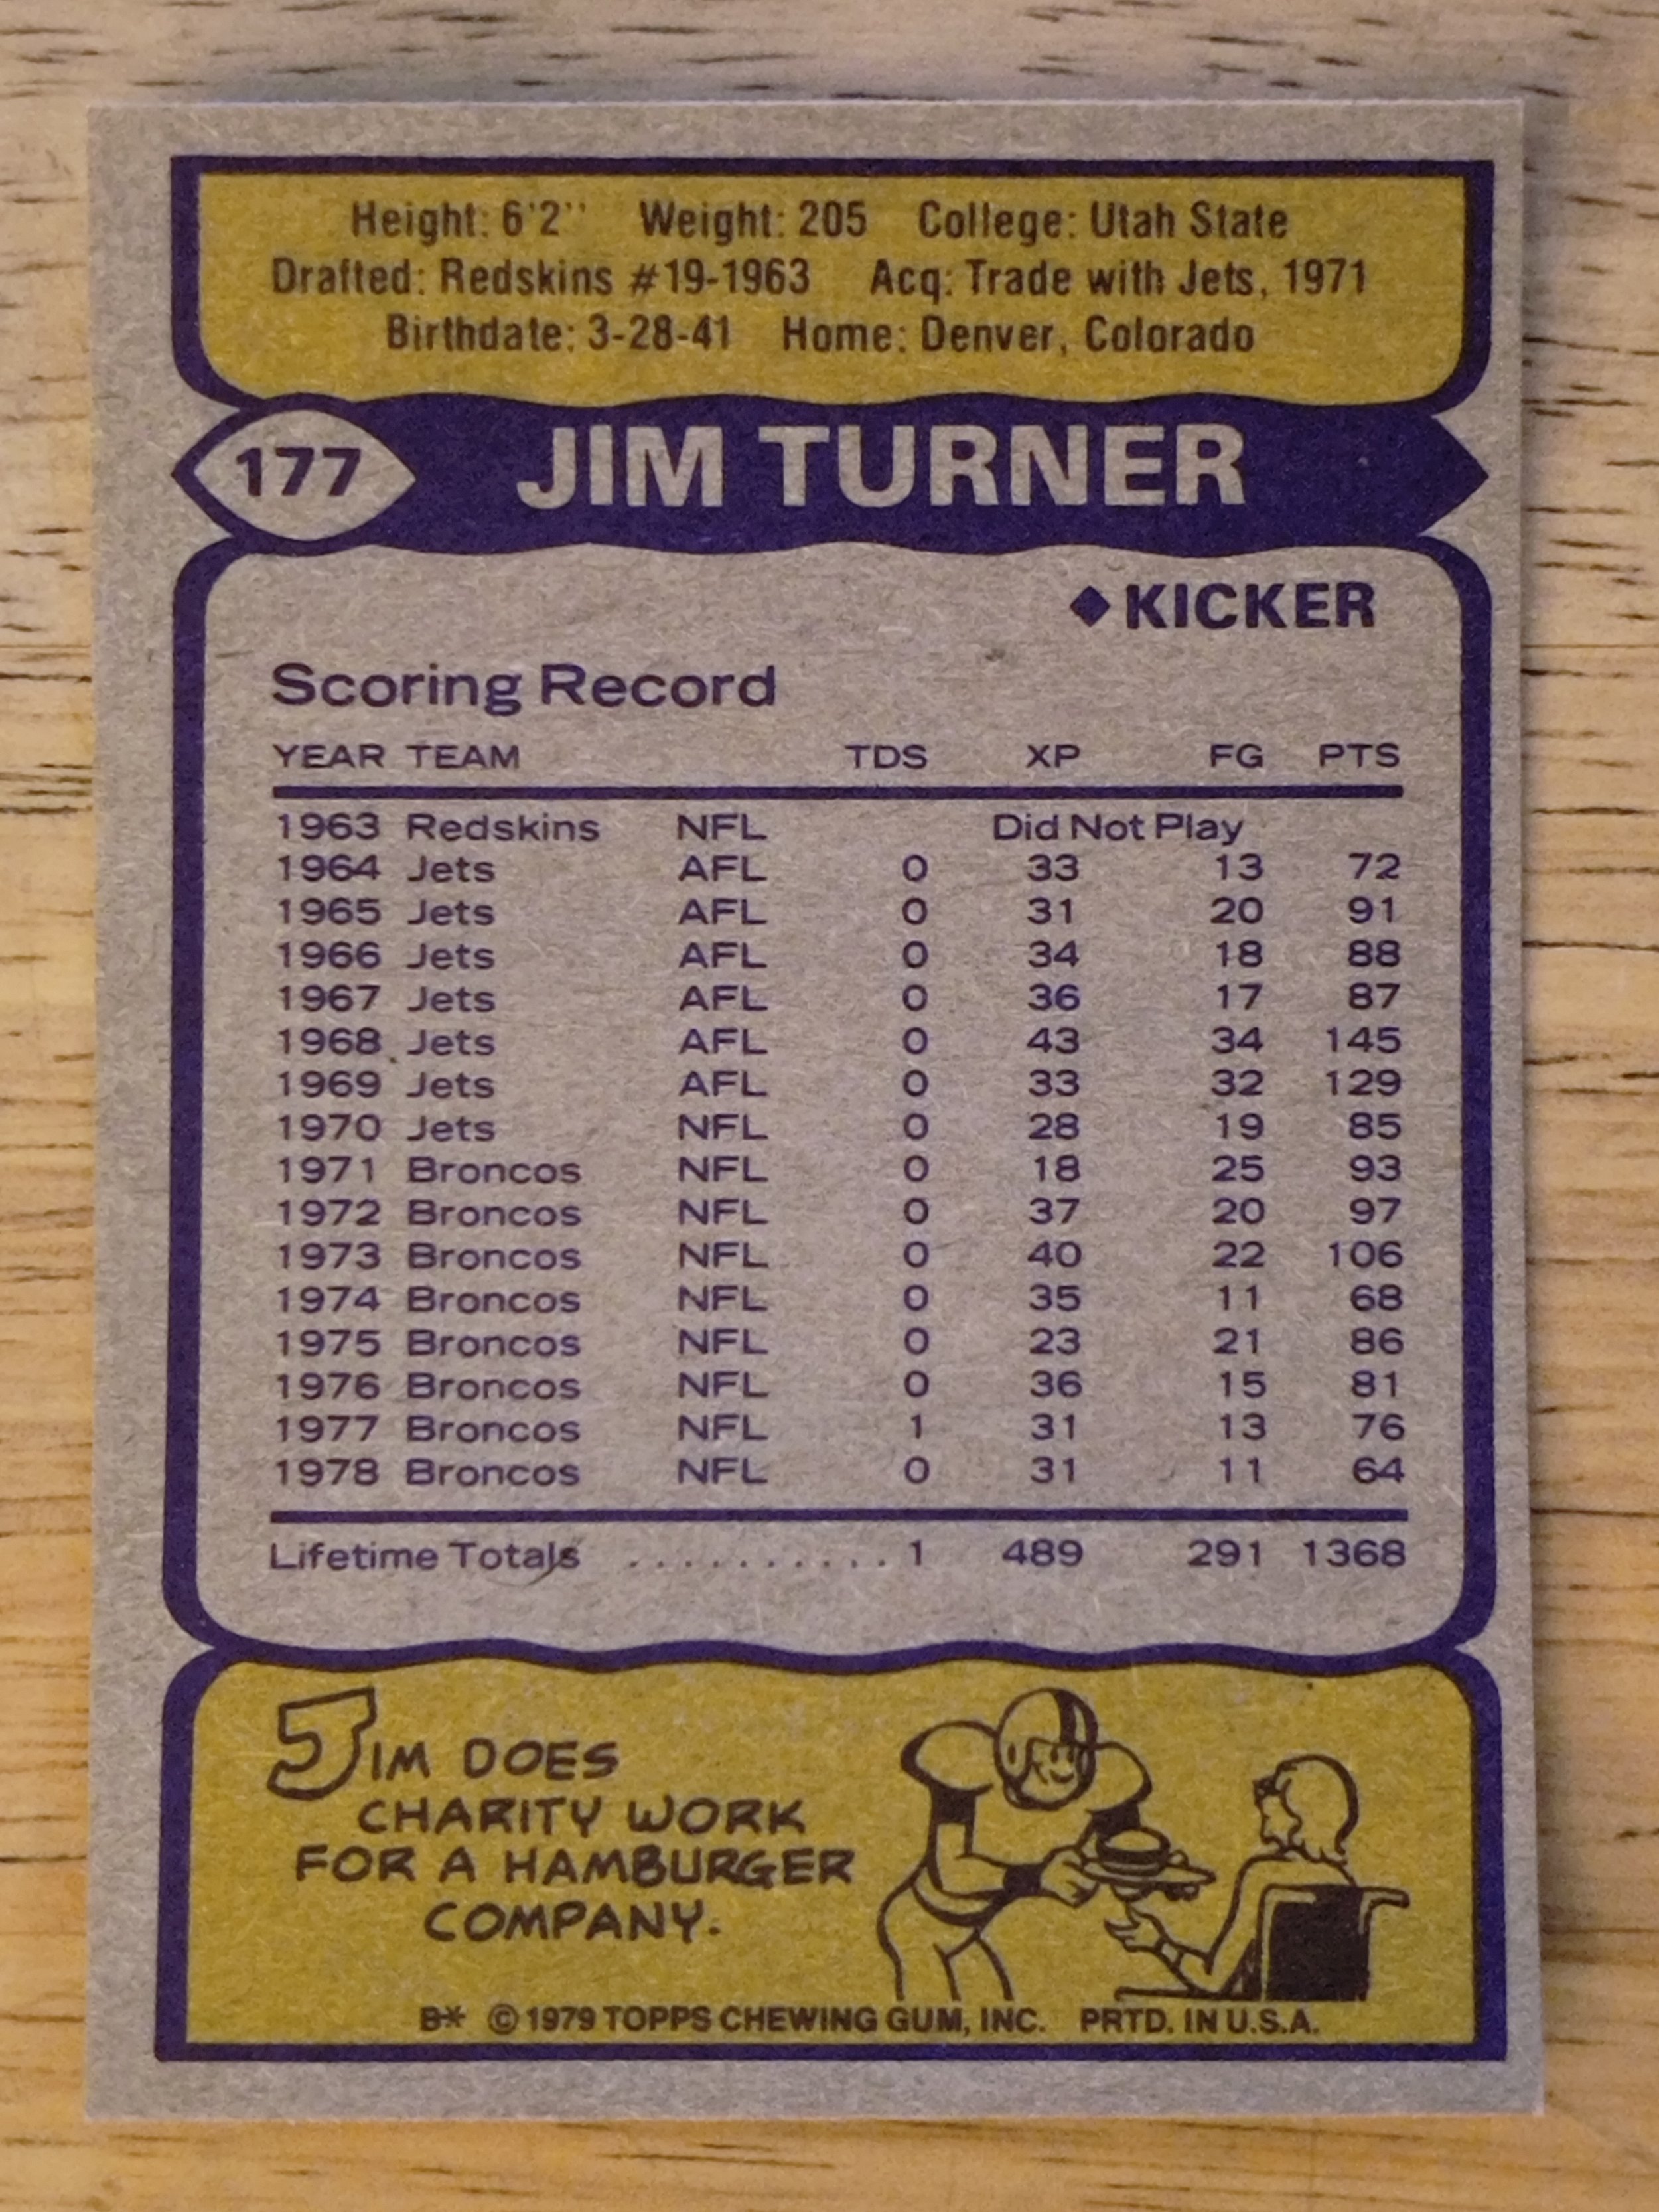 Height: 6'2'' Weight: 205 College: Utah State
Drafted: Redskins #19-1963 Acq: Trade with Jets, 1971
Birthdate: 3-28-41 Home: Denver, Colorado
177 JIM TURNER
◆ KICKER
Scoring Record
YEAR TEAM TDS XP FG PTS
1963 Redskins NFL Did Not Play
1964 Jets AFL 0 33 13 72
1965 Jets AFL 0 31 20 91
1966 Jets AFL 0 34 18 88
1967 Jets AFL 0 36 17 87
1968 Jets AFL 0 43 34 145
1969 Jets AFL 0 33 32 129
1970 Jets NFL 0 28 19 85
1971 Broncos NFL 0 18 25 93
1972 Broncos NFL 0 37 20 97
1973 Broncos NFL 0 40 22 106
1974 Broncos NFL 0 35 11 68
1975 Broncos NFL 0 23 21 86
1976 Broncos NFL 0 36 15 81
1977 Broncos NFL 1 31 13 76
1978 Broncos NFL 0 31 11 64
Lifetime Totals .......... 1 489 291 1368
JIM DOES
CHARITY WORK
FOR A HAMBURGER
COMPANY.
B* © 1979 TOPPS CHEWING GUM, INC. PRTD. IN U.S.A.